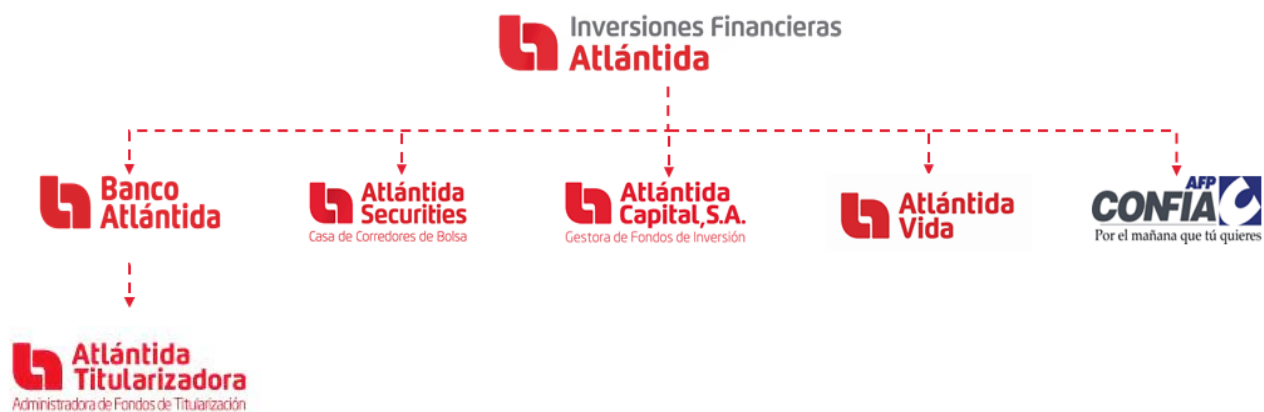 Inversiones Financieras
Atlántida
Banco
Atlántida
Atlántida
Securities
Casa de Corredores de Bolsa
Atlántida
Capital, S.A.
Gestora de Fondos de Inversión
Atlántida
Vida
AFP
CONFÍA
Por el mañana que tú quieres
Atlántida
Titularizadora
Administradora de Fondos de Titularización